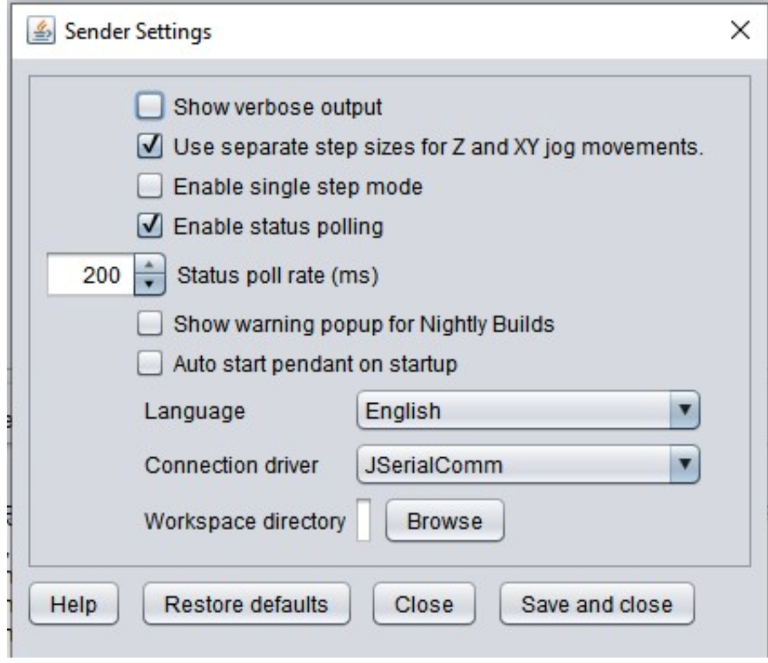 Sender Settings
Show verbose output
Use separate step sizes for Z and XY jog movements.
Enable single step mode
Enable status polling
200 Status poll rate (ms)
Show warning popup for Nightly Builds
Auto start pendant on startup
Language English
Connection driver JSerialComm
Workspace directory Browse
Help Restore defaults Close Save and close